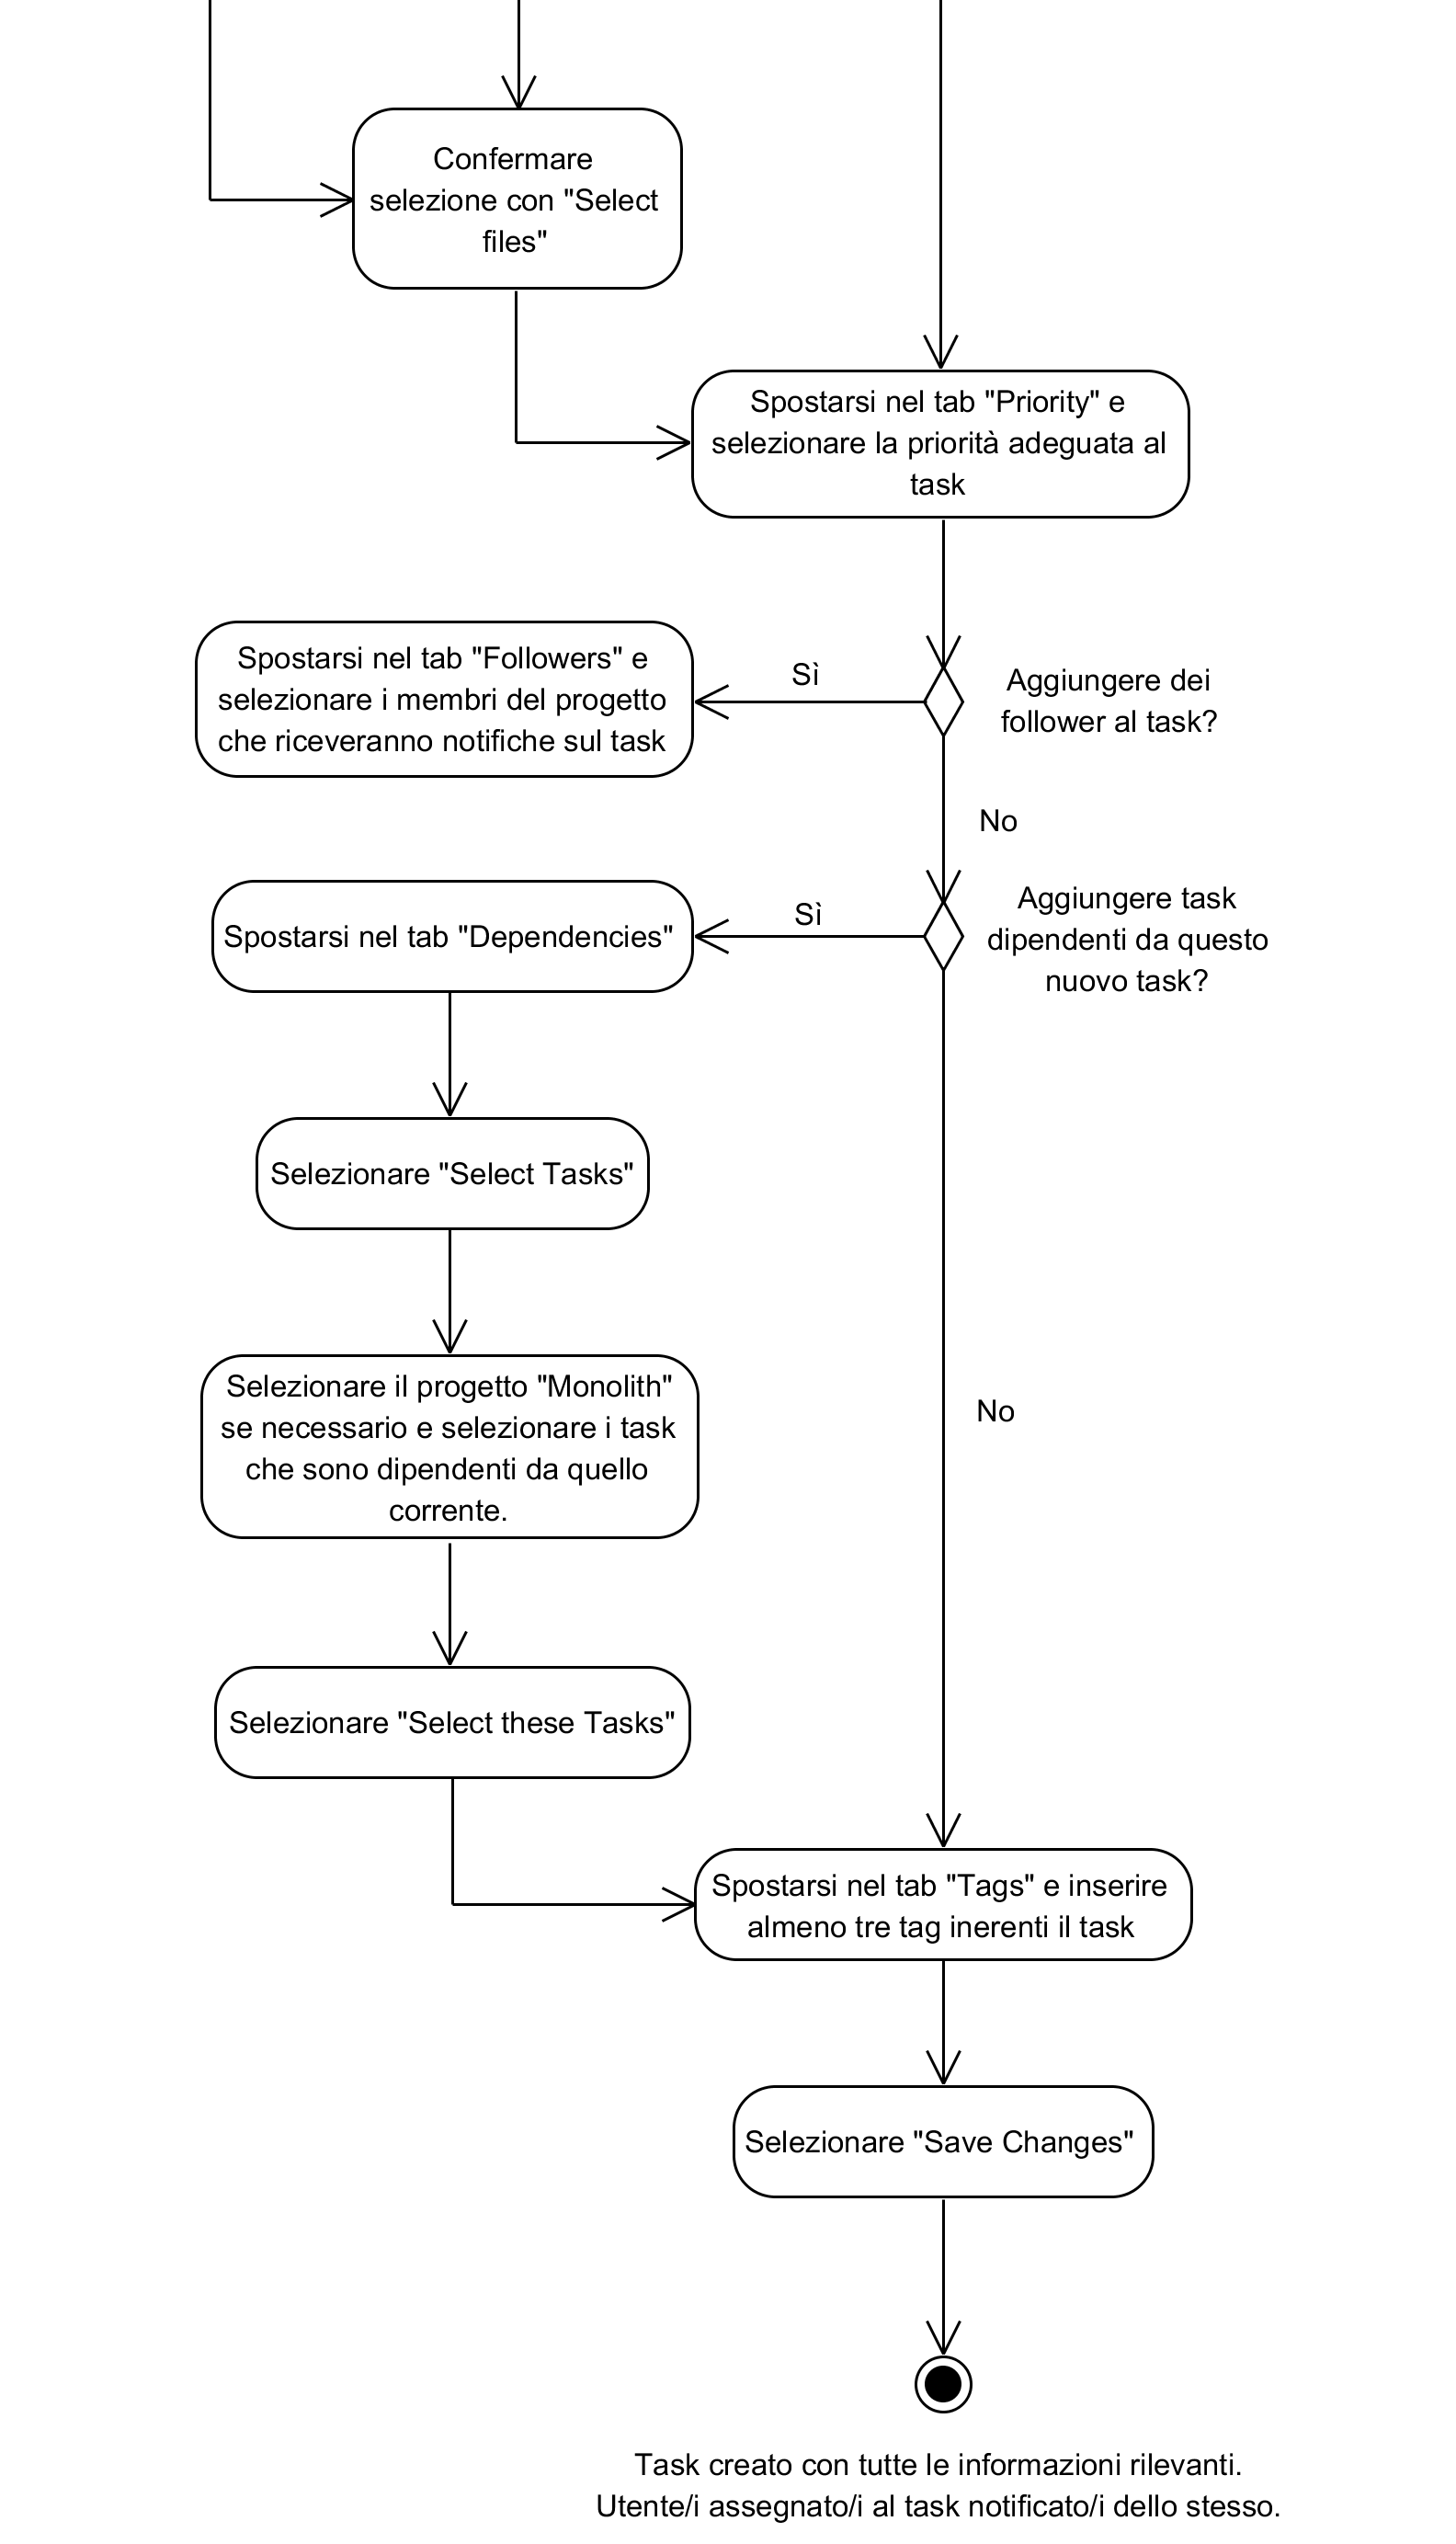 Confermare
selezione con "Select
files"
Spostarsi nel tab "Priority" e
selezionare la priorità adeguata al
task
Spostarsi nel tab "Followers" e
selezionare i membri del progetto
che riceveranno notifiche sul task
Sì
Aggiungere dei
follower al task?
No
Spostarsi nel tab "Dependencies"
Sì
Aggiungere task
dipendenti da questo
nuovo task?
Selezionare "Select Tasks"
Selezionare il progetto "Monolith"
se necessario e selezionare i task
che sono dipendenti da quello
corrente.
No
Selezionare "Select these Tasks"
Spostarsi nel tab "Tags" e inserire
almeno tre tag inerenti il task
Selezionare "Save Changes"
Task creato con tutte le informazioni rilevanti.
Utente/i assegnato/i al task notificato/i dello stesso.